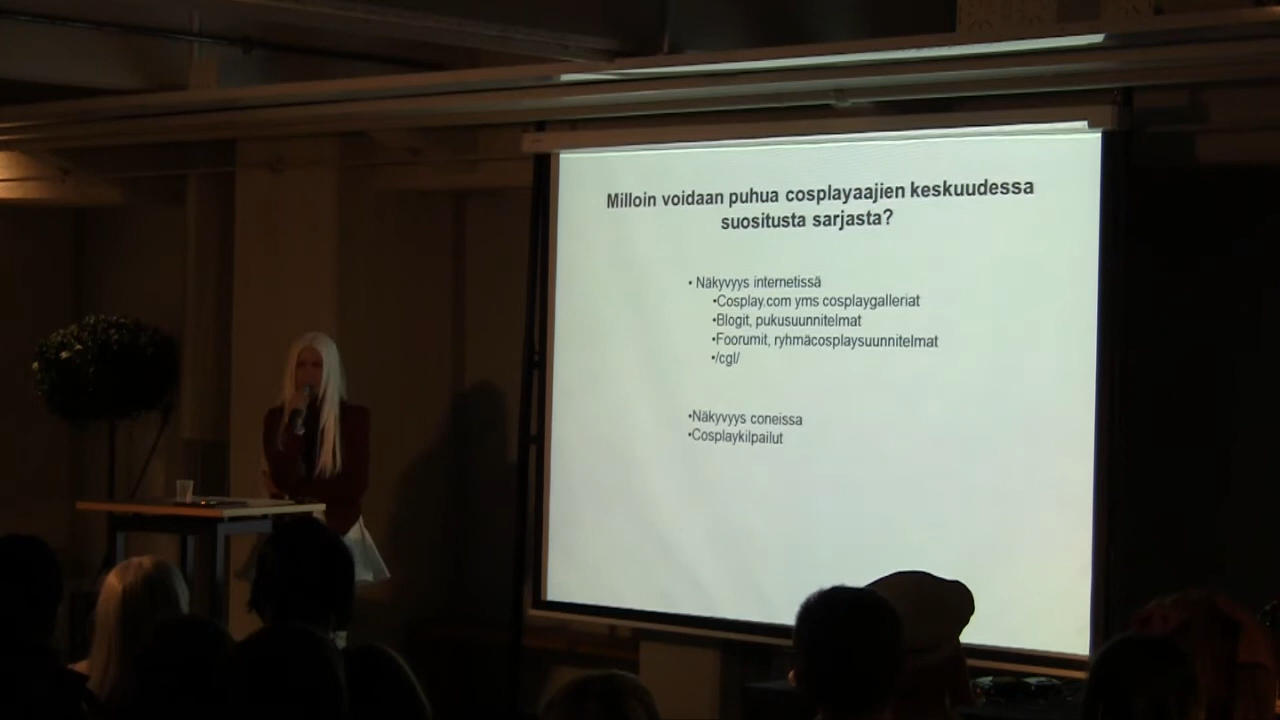 Milloin voidaan puhua cosplayaajien keskuudessa
suositusta sarjasta?
• Näkyvyys internetissä
•Cosplay.com yms cosplaygalleriat
•Blogit, pukusuunnitelmat
•Foorumit, ryhmäcosplaysuunnitelmat
•/cgl/
•Näkyvyys coneissa
•Cosplaykilpailut